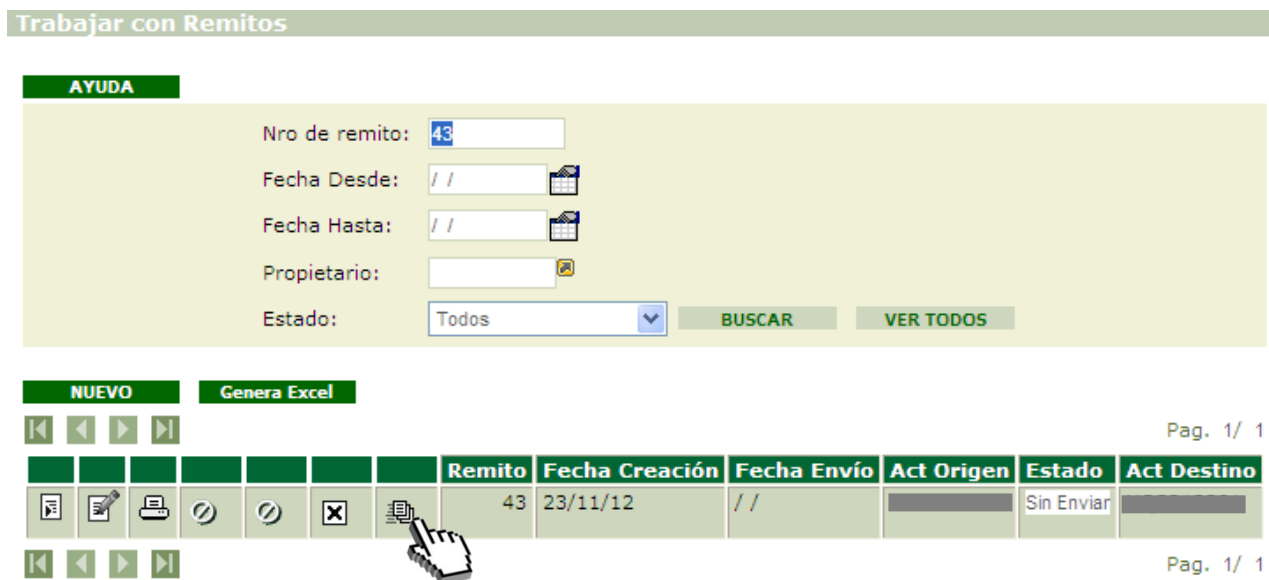 Trabajar con Remitos
AYUDA
Nro de remito: 43
Fecha Desde: / /
Fecha Hasta: / /
Propietario:
Estado: Todos BUSCAR VER TODOS
NUEVO Genera Excel
Pag. 1/ 1
Remito Fecha Creación Fecha Envío Act Origen Estado Act Destino
43 23/11/12 / / Sin Enviar
Pag. 1/ 1